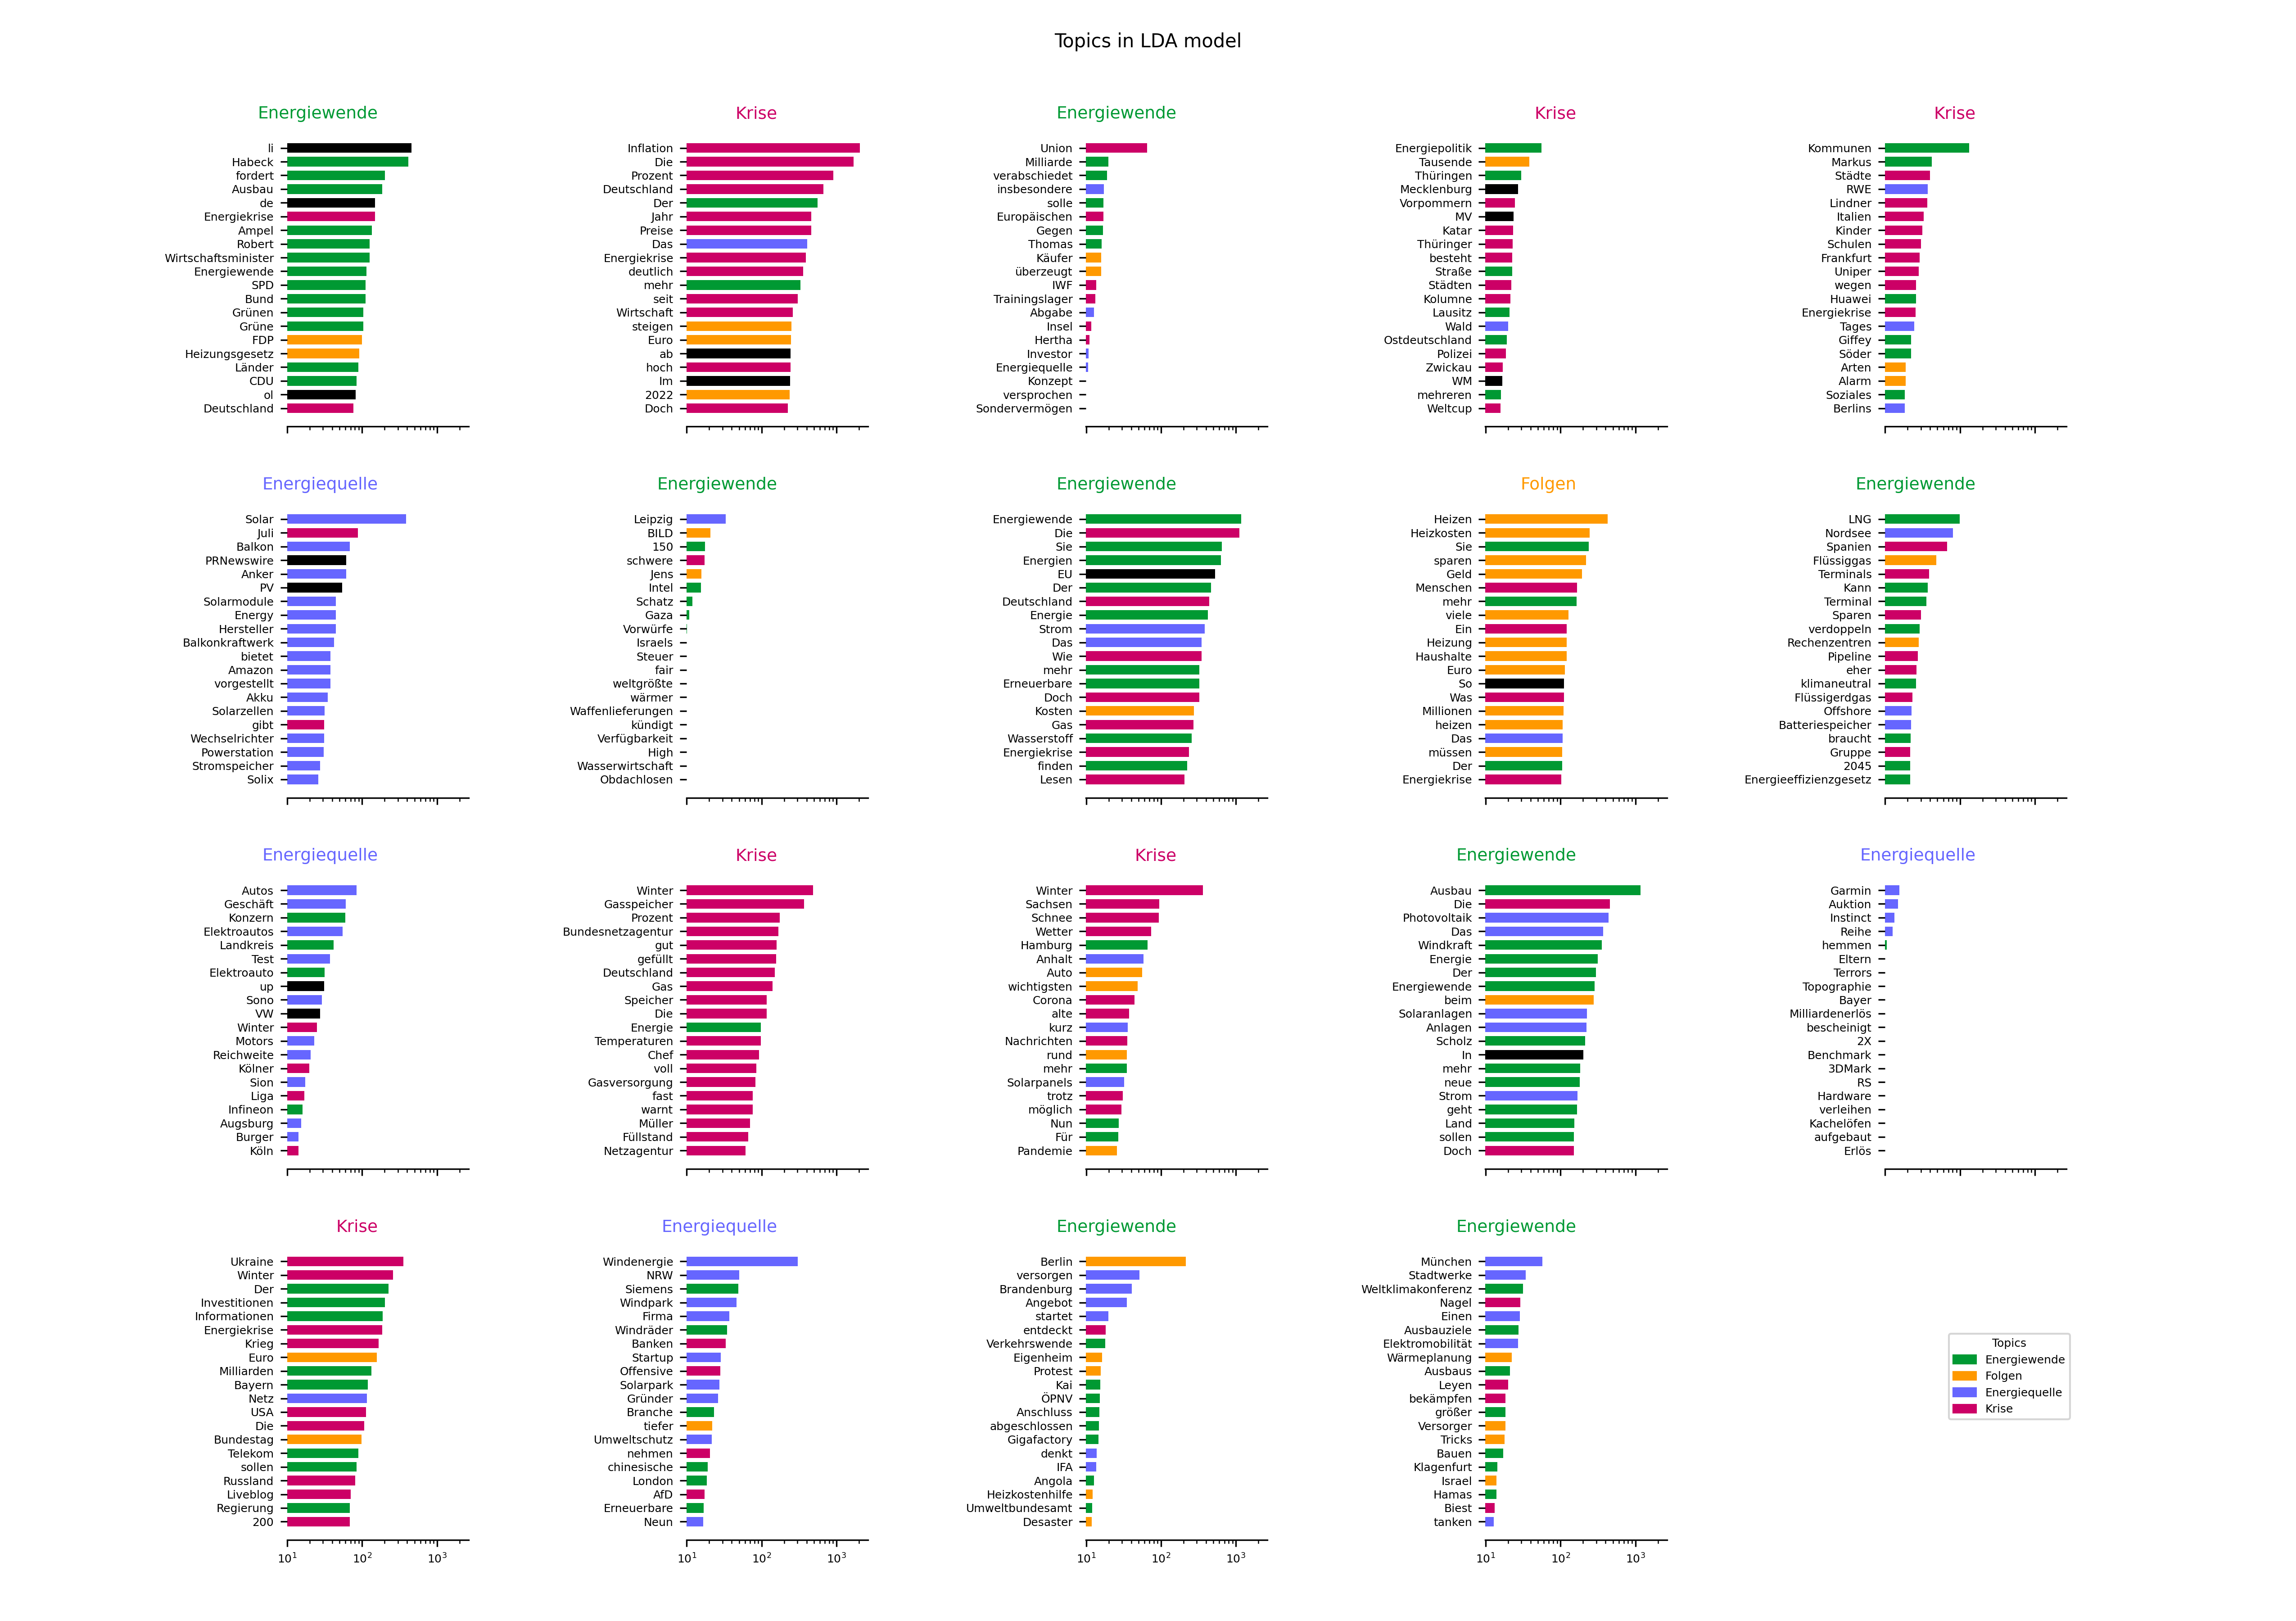 Topics in LDA model
Energiewende
li
Habeck
fordert
Ausbau
de
Energiekrise
Ampel
Robert
Wirtschaftsminister
Energiewende
SPD
Bund
Grünen
Grüne
FDP
Heizungsgesetz
Länder
CDU
ol
Deutschland
Krise
Inflation
Die
Prozent
Deutschland
Der
Jahr
Preise
Das
Energiekrise
deutlich
mehr
seit
Wirtschaft
steigen
Euro
ab
hoch
Im
2022
Doch
Energiewende
Union
Milliarde
verabschiedet
insbesondere
solle
Europäischen
Gegen
Thomas
Käufer
überzeugt
IWF
Trainingslager
Abgabe
Insel
Hertha
Investor
Energiequelle
Konzept
versprochen
Sondervermögen
Krise
Energiepolitik
Tausende
Thüringen
Mecklenburg
Vorpommern
MV
Katar
Thüringer
besteht
Straße
Städten
Kolumne
Lausitz
Wald
Ostdeutschland
Polizei
Zwickau
WM
mehreren
Weltcup
Krise
Kommunen
Markus
Städte
RWE
Lindner
Italien
Kinder
Schulen
Frankfurt
Uniper
wegen
Huawei
Energiekrise
Tages
Giffey
Söder
Arten
Alarm
Soziales
Berlins
Energiequelle
Solar
Juli
Balkon
PRNewswire
Anker
PV
Solarmodule
Energy
Hersteller
Balkonkraftwerk
bietet
Amazon
vorgestellt
Akku
Solarzellen
gibt
Wechselrichter
Powerstation
Stromspeicher
Solix
Energiewende
Leipzig
BILD
150
schwere
Jens
Intel
Schatz
Gaza
Vorwürfe
Israels
Steuer
fair
weltgrößte
wärmer
Waffenlieferungen
kündigt
Verfügbarkeit
High
Wasserwirtschaft
Obdachlosen
Energiewende
Energiewende
Die
Sie
Energien
EU
Der
Deutschland
Energie
Strom
Das
Wie
mehr
Erneuerbare
Doch
Kosten
Gas
Wasserstoff
Energiekrise
finden
Lesen
Folgen
Heizen
Heizkosten
Sie
sparen
Geld
Menschen
mehr
viele
Ein
Heizung
Haushalte
Euro
So
Was
Millionen
heizen
Das
müssen
Der
Energiekrise
Energiewende
LNG
Nordsee
Spanien
Flüssiggas
Terminals
Kann
Terminal
Sparen
verdoppeln
Rechenzentren
Pipeline
eher
klimaneutral
Flüssigerdgas
Offshore
Batteriespeicher
braucht
Gruppe
2045
Energieeffizienzgesetz
Energiequelle
Autos
Geschäft
Konzern
Elektroautos
Landkreis
Test
Elektroauto
up
Sono
VW
Winter
Motors
Reichweite
Kölner
Sion
Liga
Infineon
Augsburg
Burger
Köln
Krise
Winter
Gasspeicher
Prozent
Bundesnetzagentur
gut
gefüllt
Deutschland
Gas
Speicher
Die
Energie
Temperaturen
Chef
voll
Gasversorgung
fast
warnt
Müller
Füllstand
Netzagentur
Krise
Winter
Sachsen
Schnee
Wetter
Hamburg
Anhalt
Auto
wichtigsten
Corona
alte
kurz
Nachrichten
rund
mehr
Solarpanels
trotz
möglich
Nun
Für
Pandemie
Energiewende
Ausbau
Die
Photovoltaik
Das
Windkraft
Energie
Der
Energiewende
beim
Solaranlagen
Anlagen
Scholz
In
mehr
neue
Strom
geht
Land
sollen
Doch
Energiequelle
Garmin
Auktion
Instinct
Reihe
hemmen
Eltern
Terrors
Topographie
Bayer
Milliardenerlös
bescheinigt
2X
Benchmark
3DMark
RS
Hardware
verleihen
Kachelöfen
aufgebaut
Erlös
Krise
Ukraine
Winter
Der
Investitionen
Informationen
Energiekrise
Krieg
Euro
Milliarden
Bayern
Netz
USA
Die
Bundestag
Telekom
sollen
Russland
Liveblog
Regierung
200
10¹ 10² 10³
Energiequelle
Windenergie
NRW
Siemens
Windpark
Firma
Windräder
Banken
Startup
Offensive
Solarpark
Gründer
Branche
tiefer
Umweltschutz
nehmen
chinesische
London
AfD
Erneuerbare
Neun
10¹ 10² 10³
Energiewende
Berlin
versorgen
Brandenburg
Angebot
startet
entdeckt
Verkehrswende
Eigenheim
Protest
Kai
ÖPNV
Anschluss
abgeschlossen
Gigafactory
denkt
IFA
Angola
Heizkostenhilfe
Umweltbundesamt
Desaster
10¹ 10² 10³
Energiewende
München
Stadtwerke
Weltklimakonferenz
Nagel
Einen
Ausbauziele
Elektromobilität
Wärmeplanung
Ausbaus
Leyen
bekämpfen
größer
Versorger
Tricks
Bauen
Klagenfurt
Israel
Hamas
Biest
tanken
10¹ 10² 10³
Topics
Energiewende
Folgen
Energiequelle
Krise